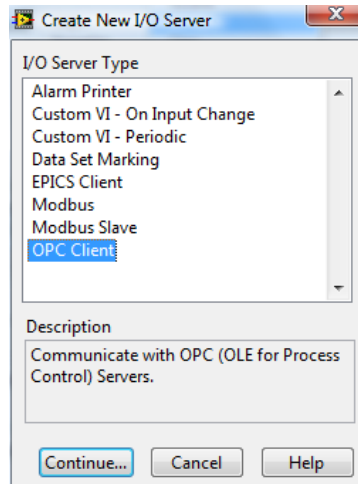 Create New I/O Server
I/O Server Type
Alarm Printer
Custom VI - On Input Change
Custom VI - Periodic
Data Set Marking
EPICS Client
Modbus
Modbus Slave
OPC Client
Description
Communicate with OPC (OLE for Process
Control) Servers.
Continue... Cancel Help